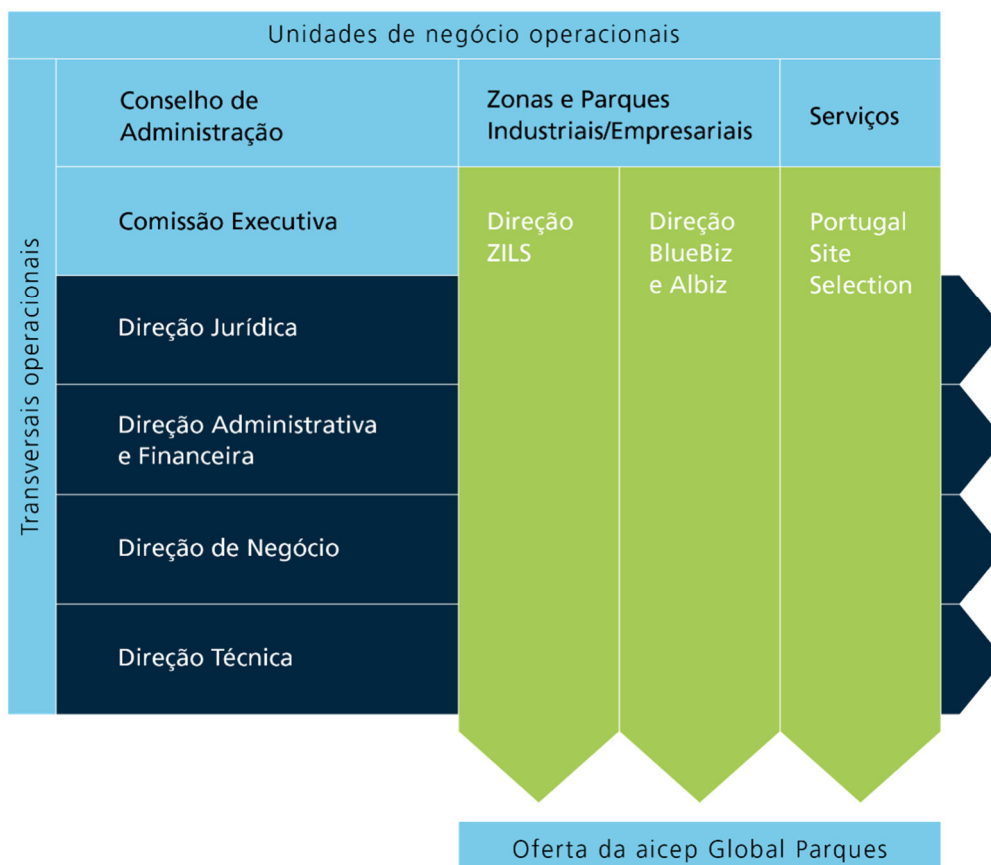 Unidades de negócio operacionais
Transversais operacionais
Conselho de
Administração
Zonas e Parques
Industriais/Empresariais
Serviços
Comissão Executiva
Direção
ZILS
Direção
BlueBiz
e Albiz
Portugal
Site
Selection
Direção Jurídica
Direção Administrativa
e Financeira
Direção de Negócio
Direção Técnica
Oferta da aicep Global Parques